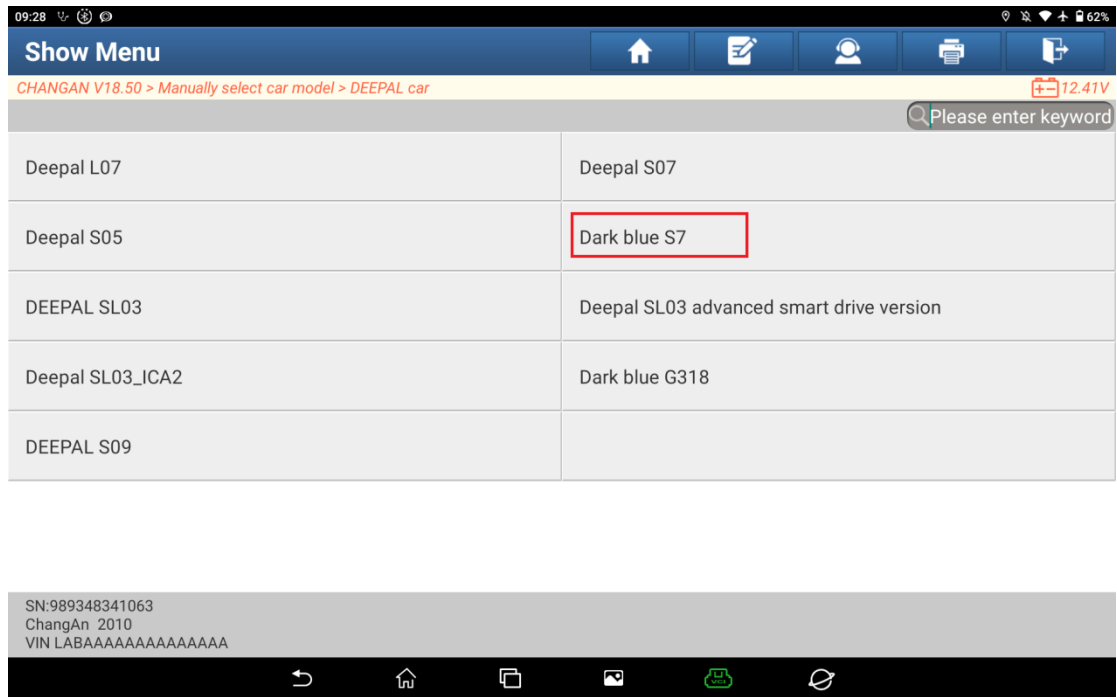 09:28 62%
Show Menu
CHANGAN V18.50 > Manually select car model > DEEPAL car 12.41V
Please enter keyword
Deepal L07 Deepal S07
Deepal S05 Dark blue S7
DEEPAL SL03 Deepal SL03 advanced smart drive version
Deepal SL03_ICA2 Dark blue G318
DEEPAL S09
SN:989348341063
ChangAn 2010
VIN LABAAAAAAAAAAAAAA
VCI